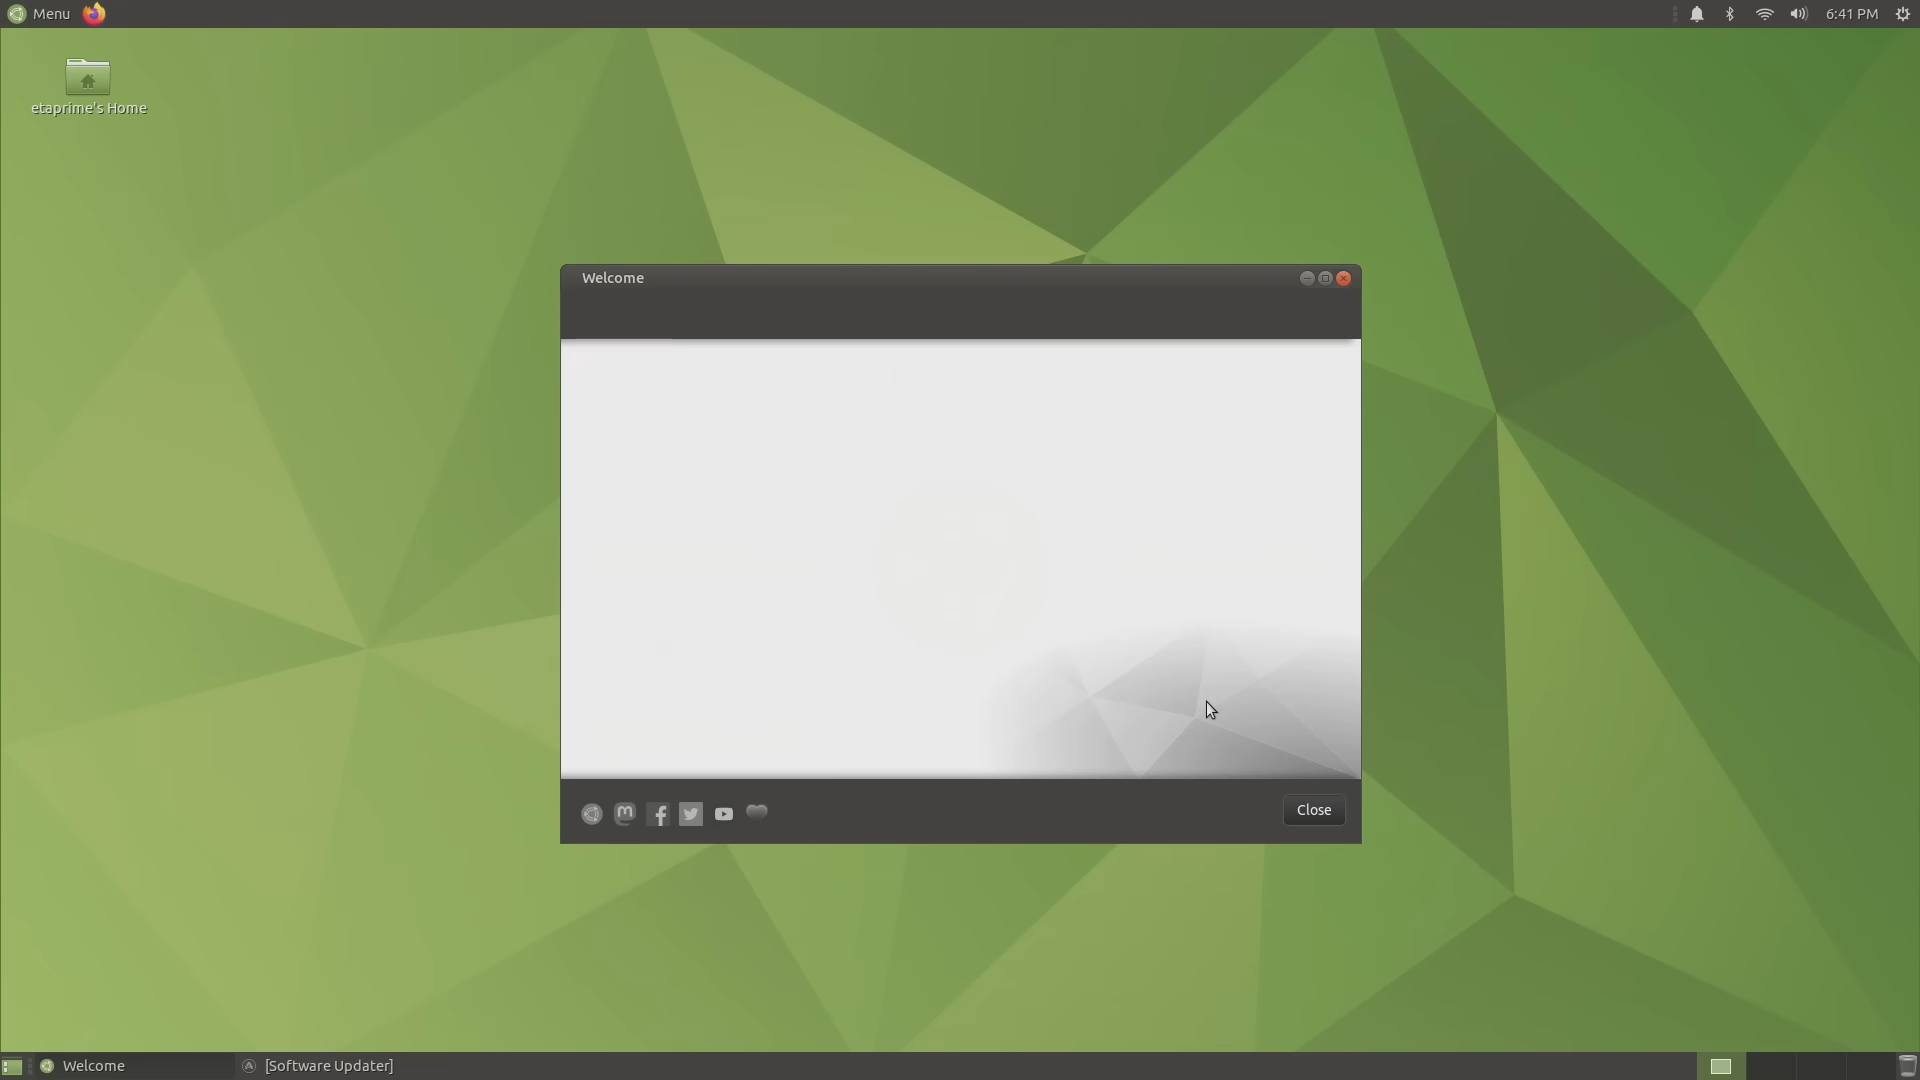 Menu
6:41 PM
etaprime's Home
Welcome
Close
Welcome
[Software Updater]